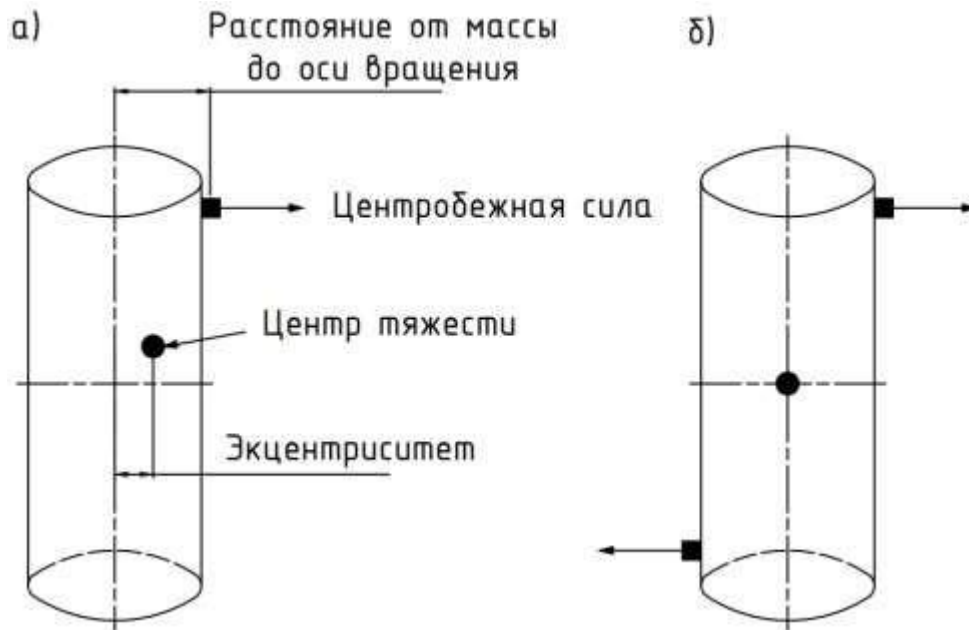 а)
Расстояние от массы
до оси вращения
б)
Центробежная сила
Центр тяжести
Экцентриситет